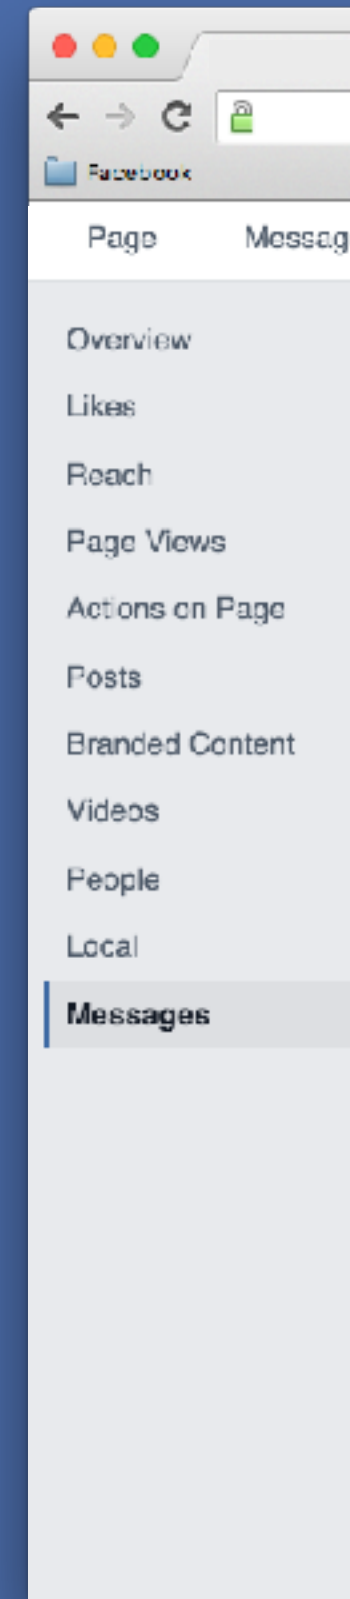 Facebook
Page Messag
Overview
Likes
Reach
Page Views
Actions on Page
Posts
Branded Content
Videos
People
Local
Messages